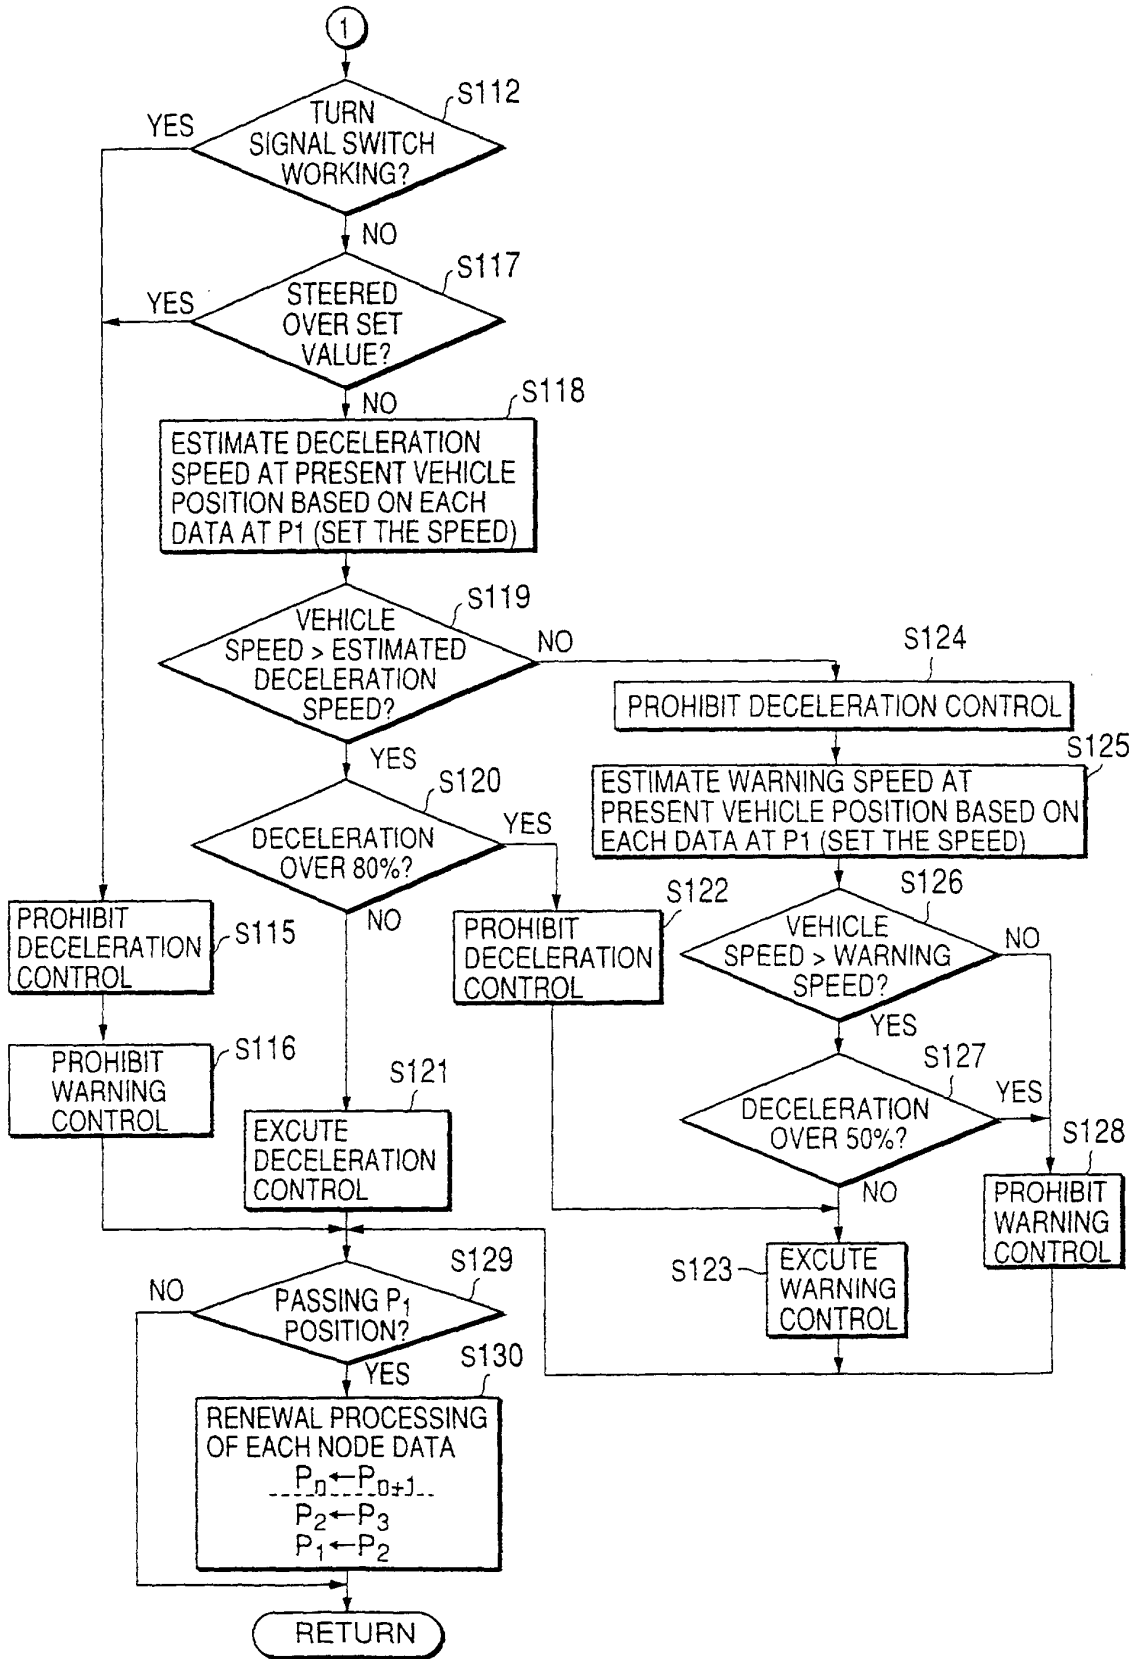 1
S112
TURN
SIGNAL SWITCH
WORKING?
YES
NO
S117
STEERED
OVER SET
VALUE?
YES
NO
S118
ESTIMATE DECELERATION
SPEED AT PRESENT VEHICLE
POSITION BASED ON EACH
DATA AT P1 (SET THE SPEED)
S119
VEHICLE
SPEED > ESTIMATED
DECELERATION
SPEED?
NO
YES
S124
PROHIBIT DECELERATION CONTROL
S125
ESTIMATE WARNING SPEED AT
PRESENT VEHICLE POSITION BASED ON
EACH DATA AT P1 (SET THE SPEED)
S120
DECELERATION
OVER 80%?
YES
NO
S115
PROHIBIT
DECELERATION
CONTROL
S122
PROHIBIT
DECELERATION
CONTROL
S126
VEHICLE
SPEED > WARNING
SPEED?
NO
YES
S116
PROHIBIT
WARNING
CONTROL
S121
EXCUTE
DECELERATION
CONTROL
S127
DECELERATION
OVER 50%?
YES
NO
S128
PROHIBIT
WARNING
CONTROL
S123
EXCUTE
WARNING
CONTROL
S129
PASSING P1
POSITION?
NO
YES
S130
RENEWAL PROCESSING
OF EACH NODE DATA
Pn←Pn+1
P2←P3
P1←P2
RETURN